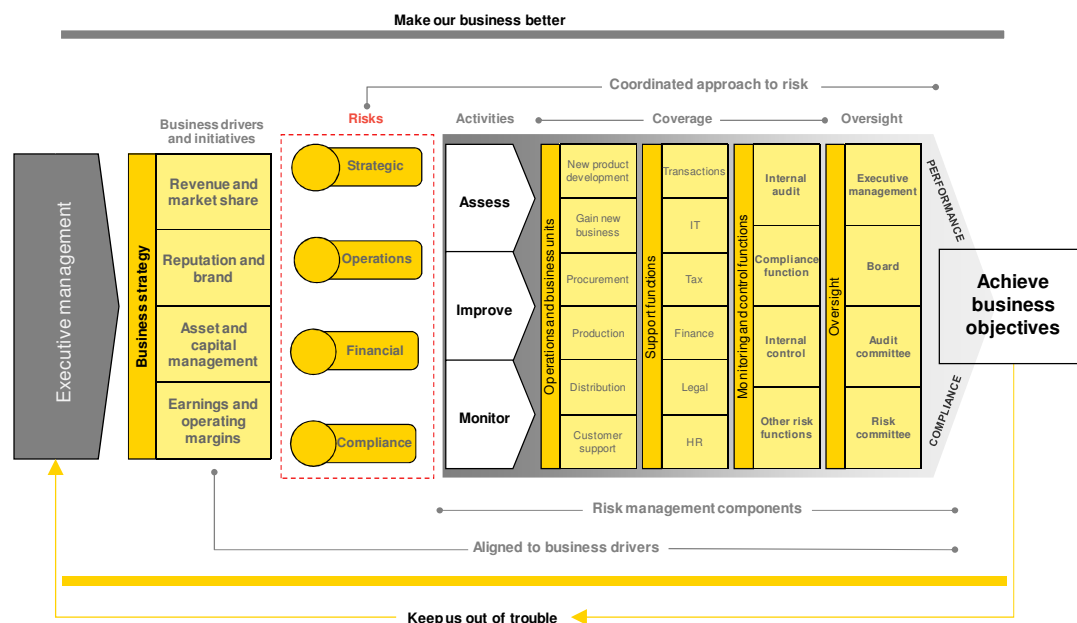 Make our business better
Coordinated approach to risk
Business drivers
and initiatives
Risks
Activities
Coverage
Oversight
Executive management
Business strategy
Revenue and
market share
Reputation and
brand
Asset and
capital
management
Earnings and
operating
margins
Strategic
Operations
Financial
Compliance
Assess
Improve
Monitor
Operations and business units
New product
development
Gain new
business
Procurement
Production
Distribution
Customer
support
Support functions
Transactions
IT
Tax
Finance
Legal
HR
Monitoring and control functions
Internal
audit
Compliance
function
Internal
control
Other risk
functions
Oversight
Executive
management
Board
Audit
committee
Risk
committee
PERFORMANCE
COMPLIANCE
Achieve
business
objectives
Risk management components
Aligned to business drivers
Keep us out of trouble